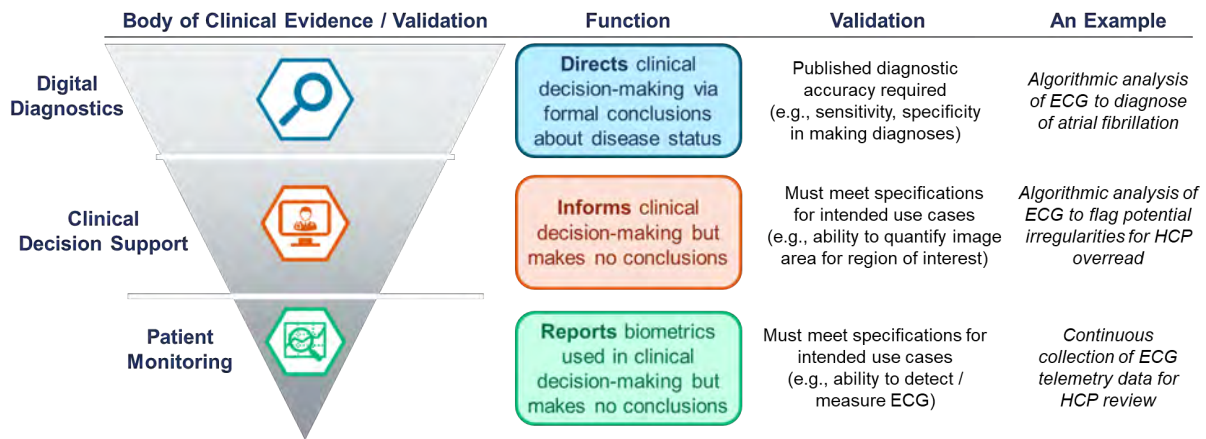 Body of Clinical Evidence / Validation
Function
Validation
An Example
Digital
Diagnostics
Directs clinical
decision-making via
formal conclusions
about disease status
Published diagnostic
accuracy required
(e.g., sensitivity, specificity
in making diagnoses)
Algorithmic analysis
of ECG to diagnose
of atrial fibrillation
Clinical
Decision Support
Informs clinical
decision-making but
makes no conclusions
Must meet specifications
for intended use cases
(e.g., ability to quantify image
area for region of interest)
Algorithmic analysis of
ECG to flag potential
irregularities for HCP
overread
Patient
Monitoring
Reports biometrics
used in clinical
decision-making but
makes no conclusions
Must meet specifications for
intended use cases
(e.g., ability to detect /
measure ECG)
Continuous
collection of ECG
telemetry data for
HCP review